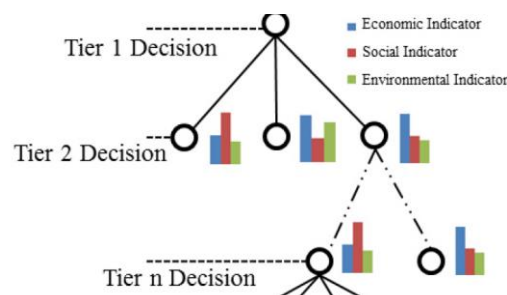 Economic Indicator
Tier 1 Decision
Social Indicator
Environmental Indicator
Tier 2 Decision
Tier n Decision